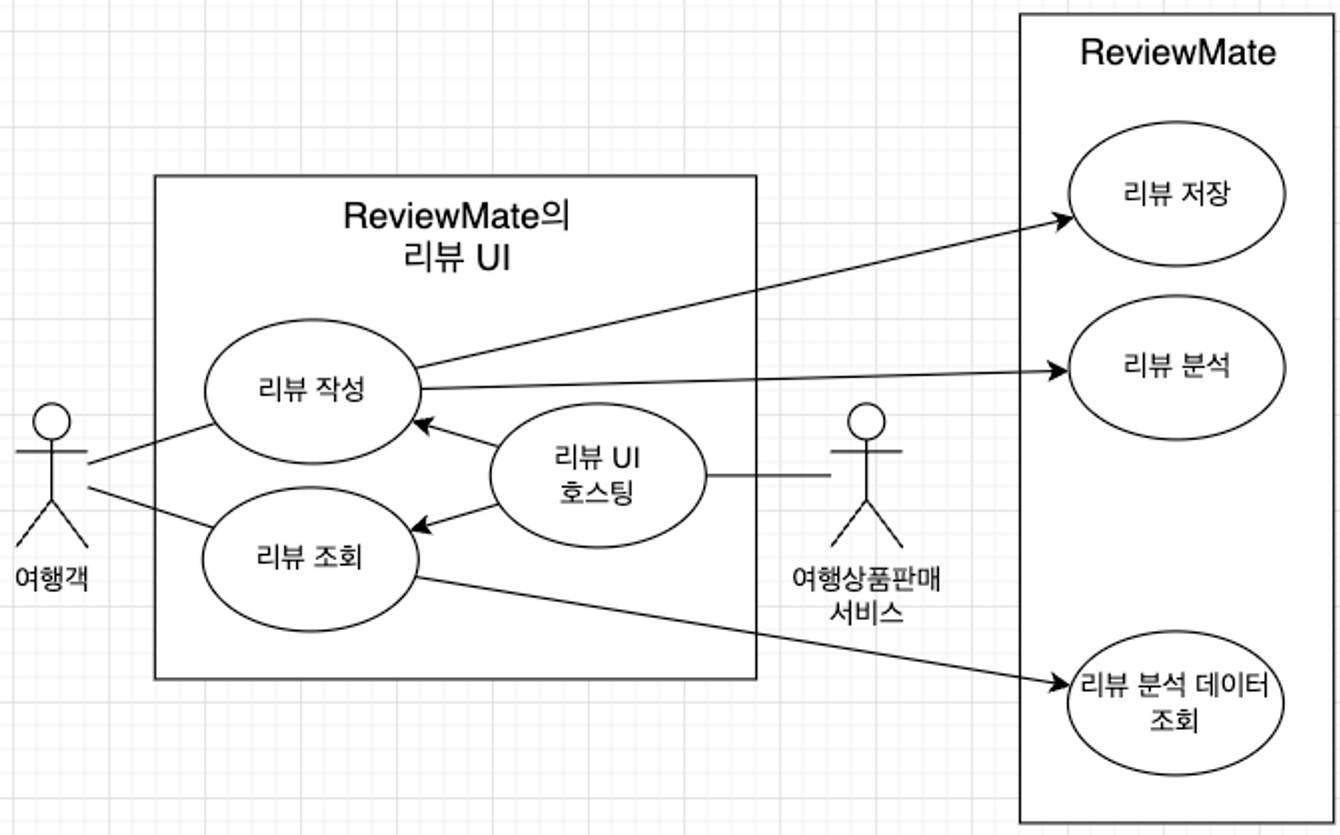 ReviewMate
리뷰 저장
ReviewMate의
리뷰 UI
리뷰 분석
리뷰 작성
리뷰 UI
호스팅
리뷰 조회
여행객
여행상품판매
서비스
리뷰 분석 데이터
조회